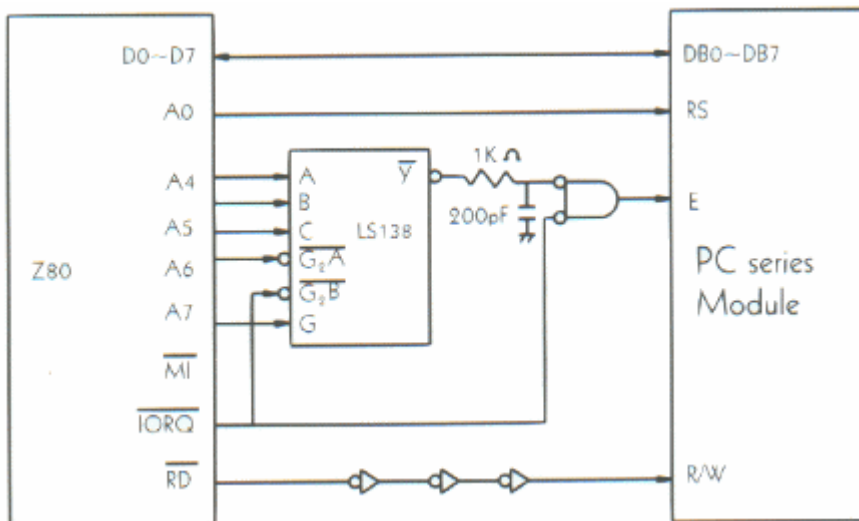 D0~D7
A0
A4
A5
A6
A7
Z80
MI
IORQ
RD
A
B
C
G₂A
G₂B
G
Y
LS138
1K Ω
200pF
DB0~DB7
RS
E
PC series
Module
R/W